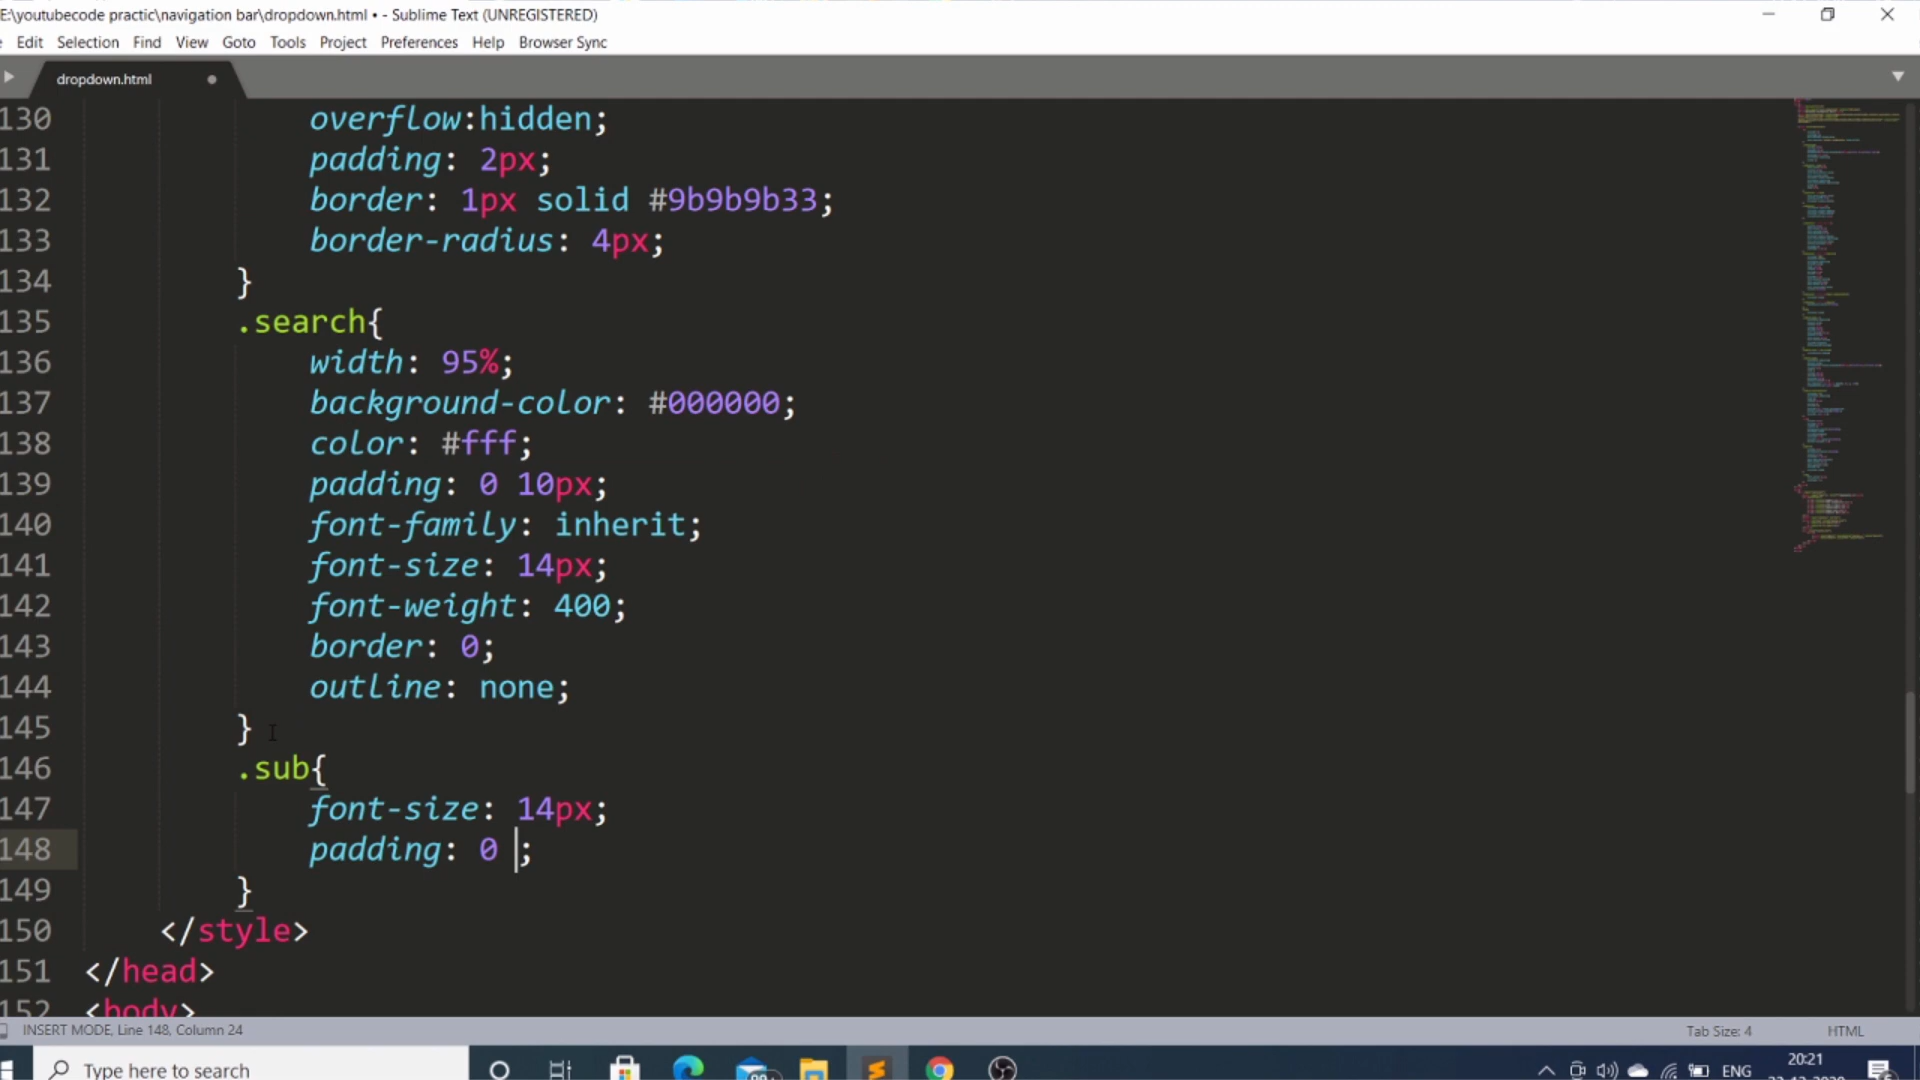 E:\youtubecode practic\navigation bar\dropdown.html • - Sublime Text (UNREGISTERED)
Edit Selection Find View Goto Tools Project Preferences Help Browser Sync
dropdown.html
130 overflow:hidden;
131 padding: 2px;
132 border: 1px solid #9b9b9b33;
133 border-radius: 4px;
134 }
135 .search{
136 width: 95%;
137 background-color: #000000;
138 color: #fff;
139 padding: 0 10px;
140 font-family: inherit;
141 font-size: 14px;
142 font-weight: 400;
143 border: 0;
144 outline: none;
145 }
146 .sub{
147 font-size: 14px;
148 padding: 0 ;
149 }
150 </style>
151 </head>
152 <body>
INSERT MODE, Line 148, Column 24
Tab Size: 4
HTML
Type here to search
99+
ENG
20:21